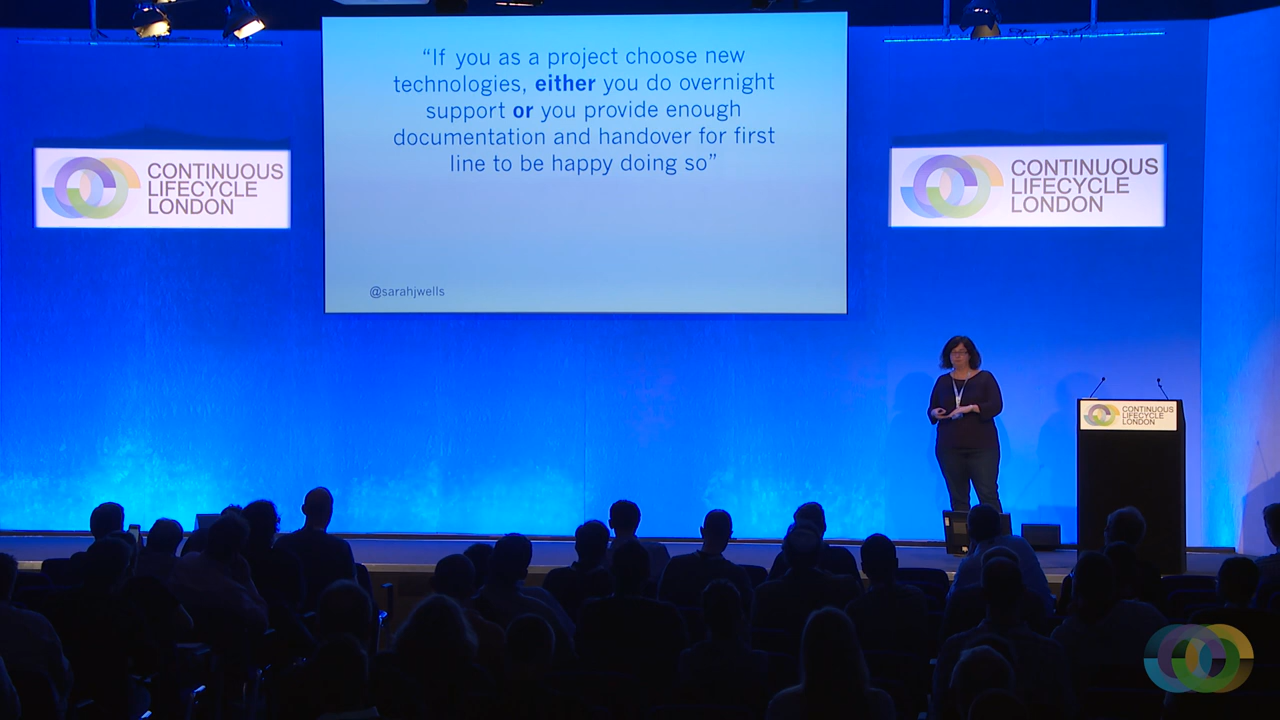 “If you as a project choose new
technologies, either you do overnight
support or you provide enough
documentation and handover for first
line to be happy doing so”
@sarahjwells
CONTINUOUS
LIFECYCLE
LONDON
CONTINUOUS
LIFECYCLE
LONDON
CONTINUOUS
LIFECYCLE
LONDON